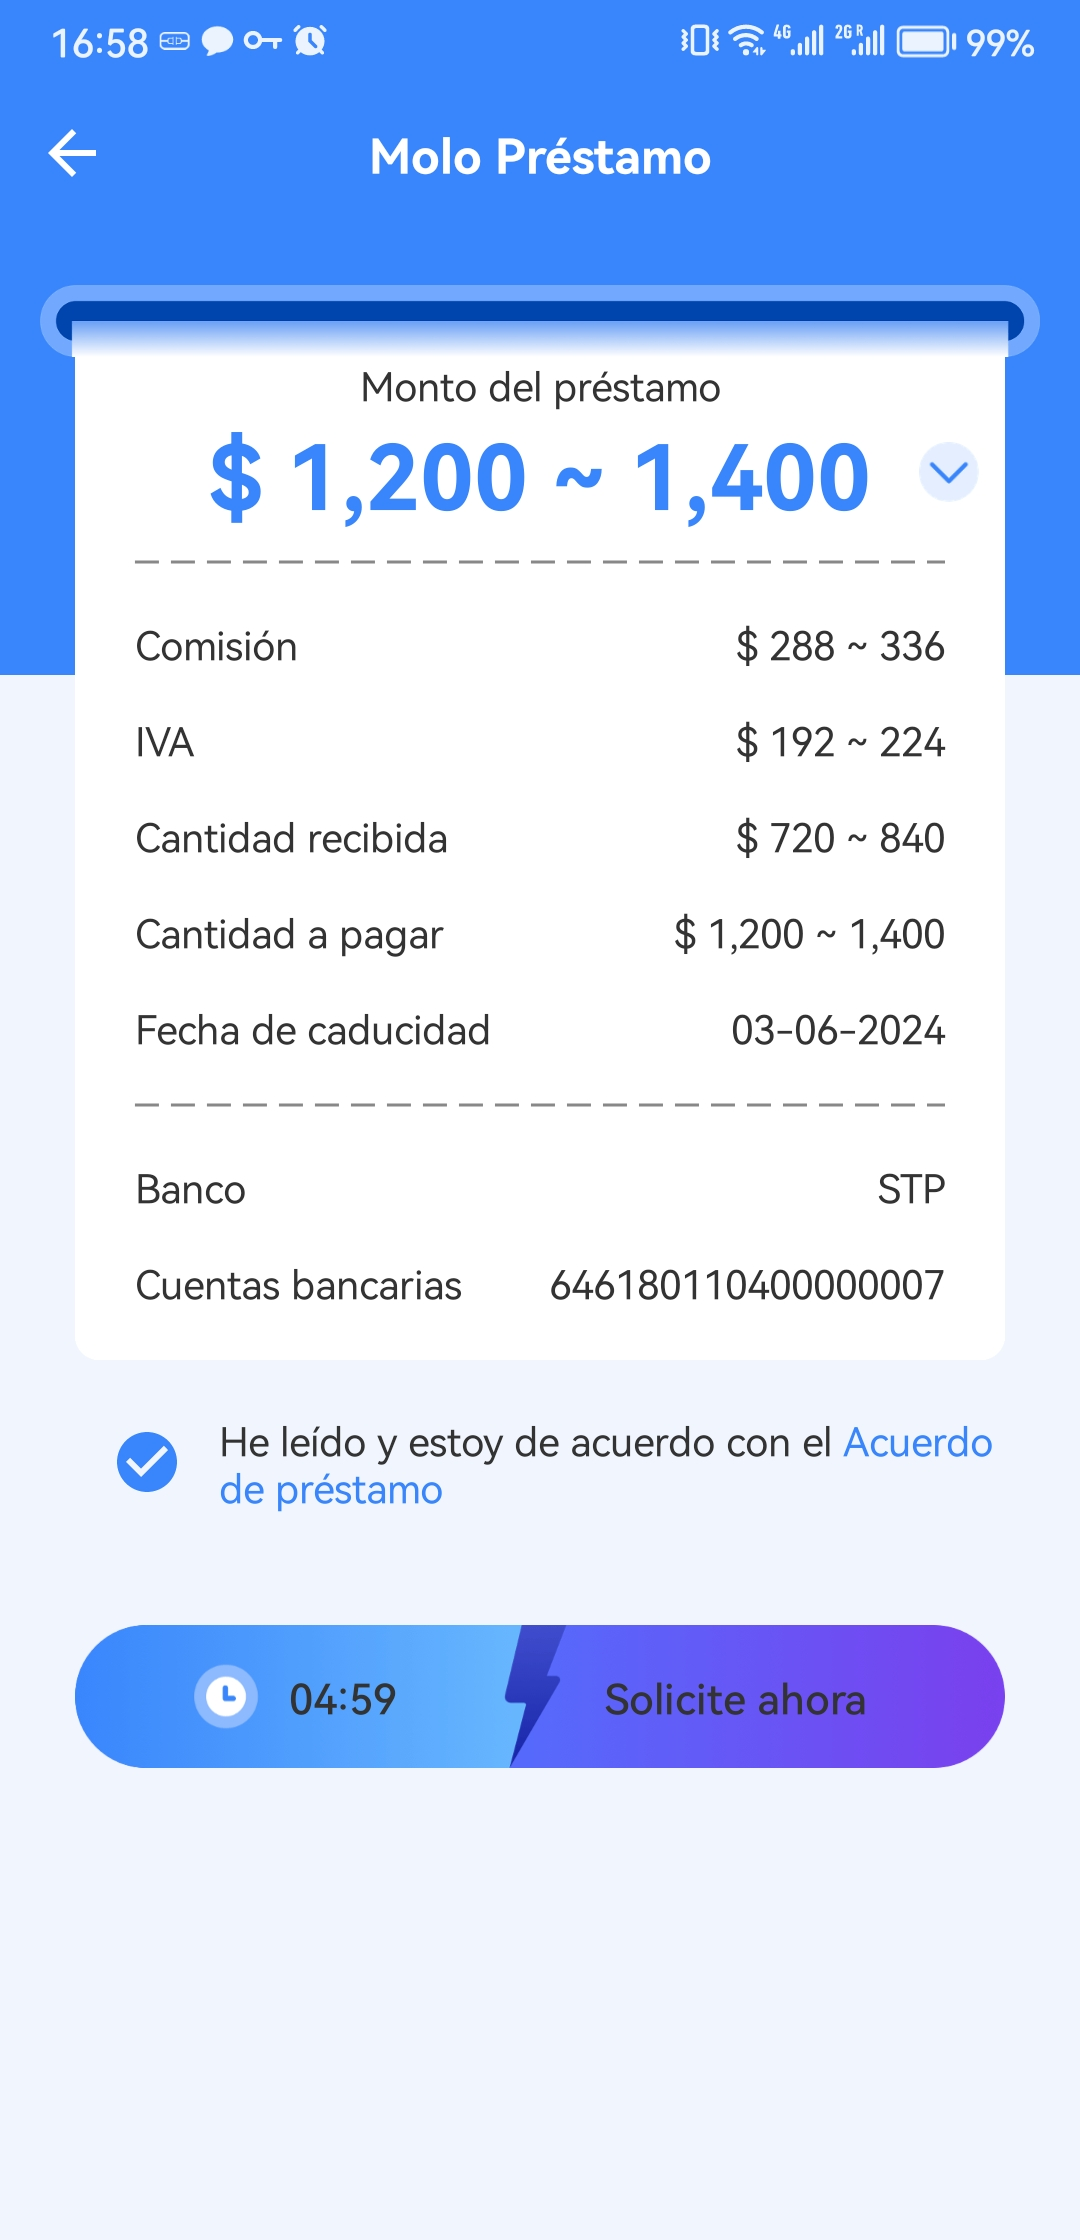 16:58 4G 2G R 99%
Molo Préstamo
Monto del préstamo
$ 1,200 ~ 1,400
Comisión $ 288 ~ 336
IVA $ 192 ~ 224
Cantidad recibida $ 720 ~ 840
Cantidad a pagar $ 1,200 ~ 1,400
Fecha de caducidad 03-06-2024
Banco STP
Cuentas bancarias 646180110400000007
He leído y estoy de acuerdo con el Acuerdo
de préstamo
04:59 Solicite ahora